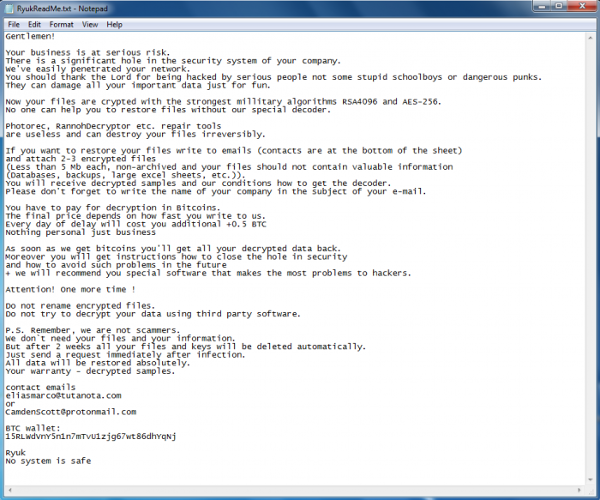 RyukReadMe.txt - Notepad
File Edit Format View Help
Gentlemen!
Your business is at serious risk.
There is a significant hole in the security system of your company.
We've easily penetrated your network.
You should thank the Lord for being hacked by serious people not some stupid schoolboys or dangerous punks.
They can damage all your important data just for fun.
Now your files are crypted with the strongest millitary algorithms RSA4096 and AES-256.
No one can help you to restore files without our special decoder.
Photorec, RannohDecryptor etc. repair tools
are useless and can destroy your files irreversibly.
If you want to restore your files write to emails (contacts are at the bottom of the sheet)
and attach 2-3 encrypted files
(Less than 5 Mb each, non-archived and your files should not contain valuable information
(Databases, backups, large excel sheets, etc.)).
You will receive decrypted samples and our conditions how to get the decoder.
Please don't forget to write the name of your company in the subject of your e-mail.
You have to pay for decryption in Bitcoins.
The final price depends on how fast you write to us.
Every day of delay will cost you additional +0.5 BTC
Nothing personal just business
As soon as we get bitcoins you'll get all your decrypted data back.
Moreover you will get instructions how to close the hole in security
and how to avoid such problems in the future
+ we will recommend you special software that makes the most problems to hackers.
Attention! One more time !
Do not rename encrypted files.
Do not try to decrypt your data using third party software.
P.S. Remember, we are not scammers.
We don't need your files and your information.
But after 2 weeks all your files and keys will be deleted automatically.
Just send a request immediately after infection.
All data will be restored absolutely.
Your warranty - decrypted samples.
contact emails
eliasmarco@tutanota.com
or
CamdenScott@protonmail.com
BTC wallet:
15RLWdVnY5n1n7mTvU1zjg67wt86dhYqNj
Ryuk
No system is safe